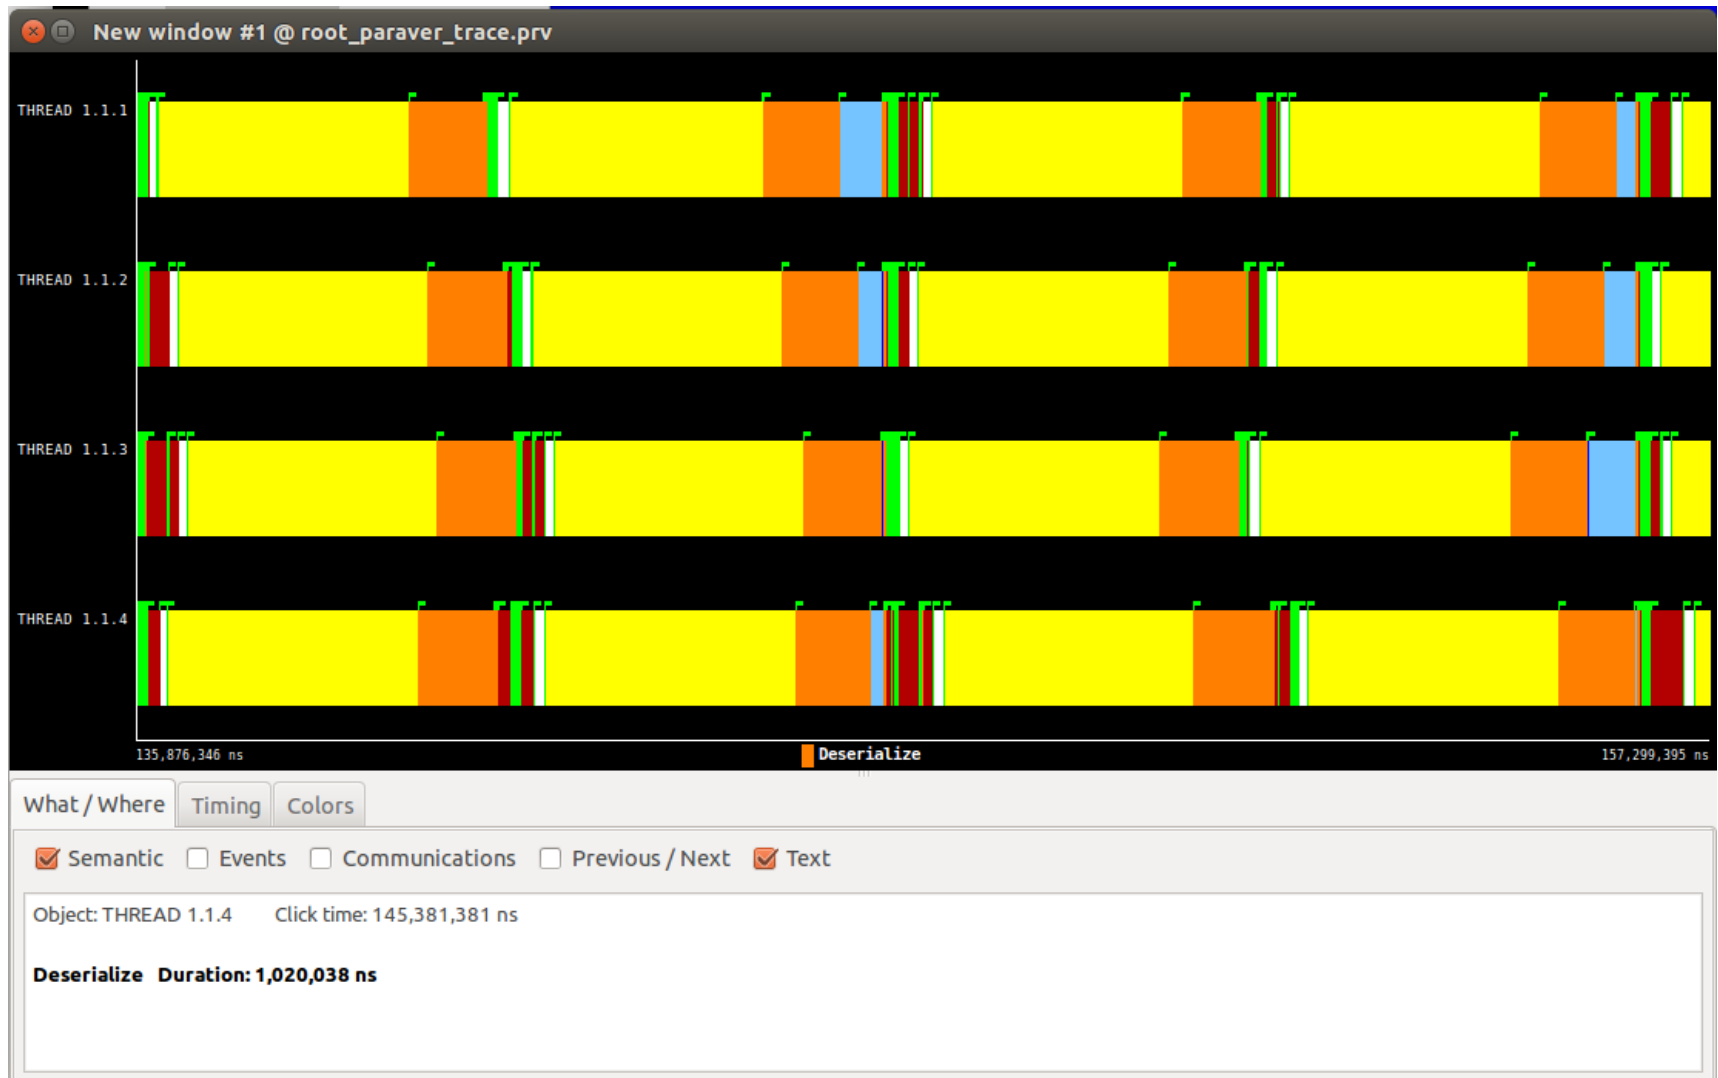 New window #1 @ root_paraver_trace.prv
THREAD 1.1.1
THREAD 1.1.2
THREAD 1.1.3
THREAD 1.1.4
135,876,346 ns Deserialize 157,299,395 ns
What / Where Timing Colors
Semantic Events Communications Previous / Next Text
Object: THREAD 1.1.4 Click time: 145,381,381 ns
Deserialize Duration: 1,020,038 ns